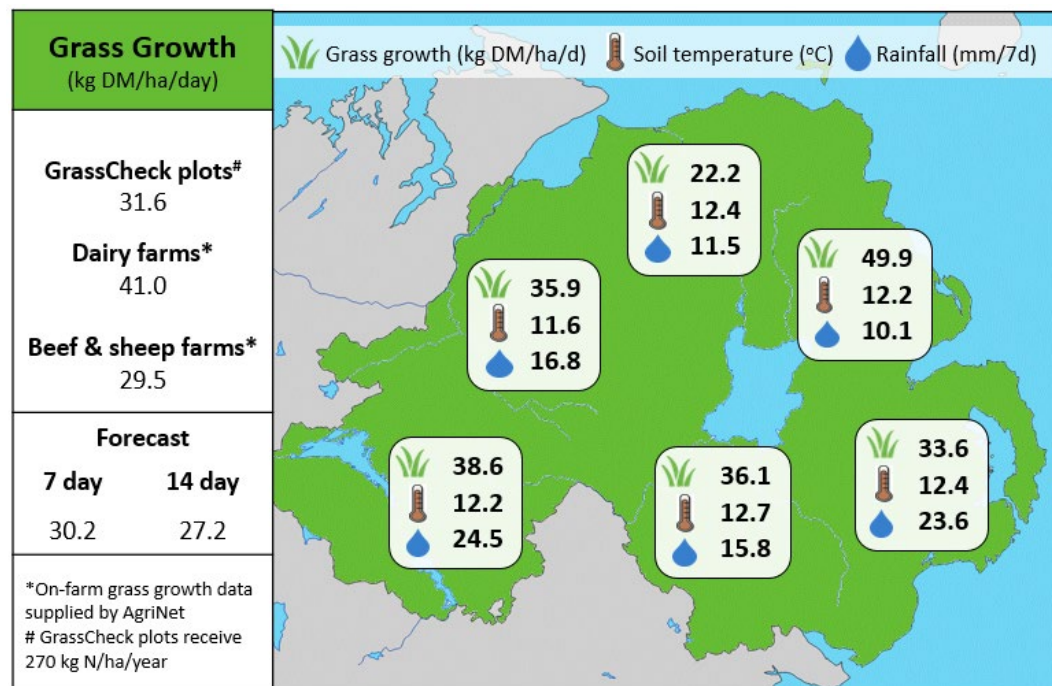 Grass Growth
(kg DM/ha/day)
GrassCheck plots#
31.6
Dairy farms*
41.0
Beef & sheep farms*
29.5
Forecast
7 day 14 day
30.2 27.2
*On-farm grass growth data
supplied by AgriNet
# GrassCheck plots receive
270 kg N/ha/year
Grass growth (kg DM/ha/d) Soil temperature (°C) Rainfall (mm/7d)
22.2
12.4
11.5
49.9
12.2
10.1
35.9
11.6
16.8
38.6
12.2
24.5
36.1
12.7
15.8
33.6
12.4
23.6